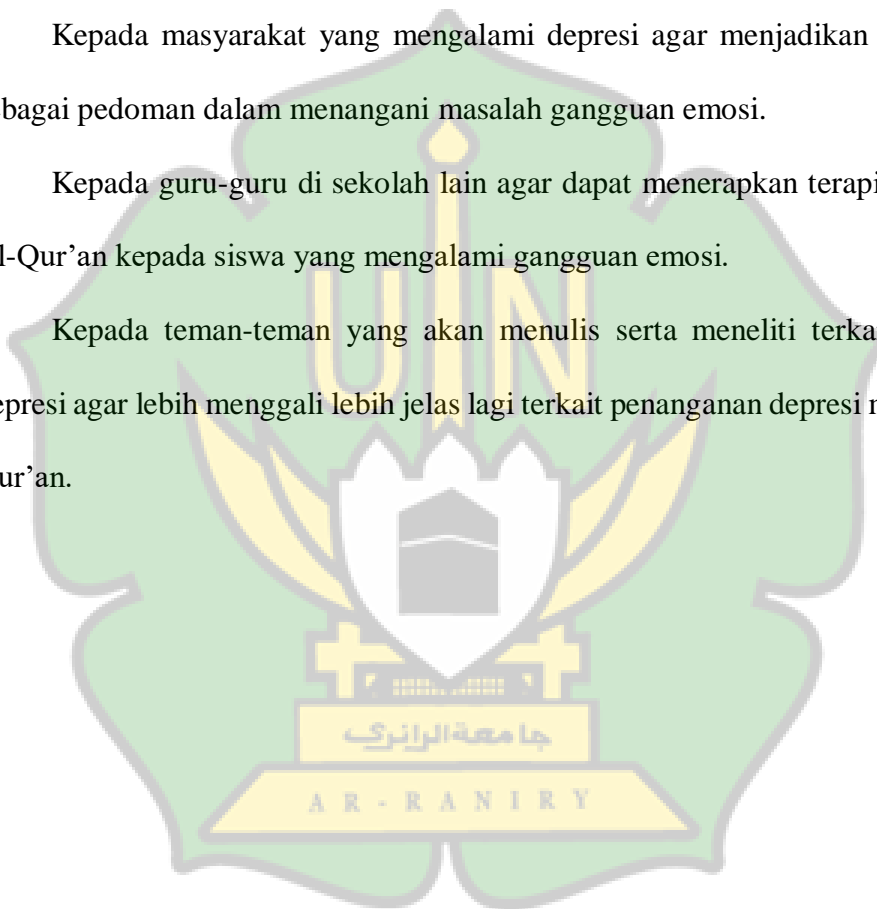 Kepada masyarakat yang mengalami depresi agar menjadikan
bagai pedoman dalam menangani masalah gangguan emosi.
Kepada guru-guru di sekolah lain agar dapat menerapkan terapi
l-Qur’an kepada siswa yang mengalami gangguan emosi.
Kepada teman-teman yang akan menulis serta meneliti terka
epresi agar lebih menggali lebih jelas lagi terkait penanganan depresi
ur’an.
UIN
جامعة الرانري
AR-RANIRY